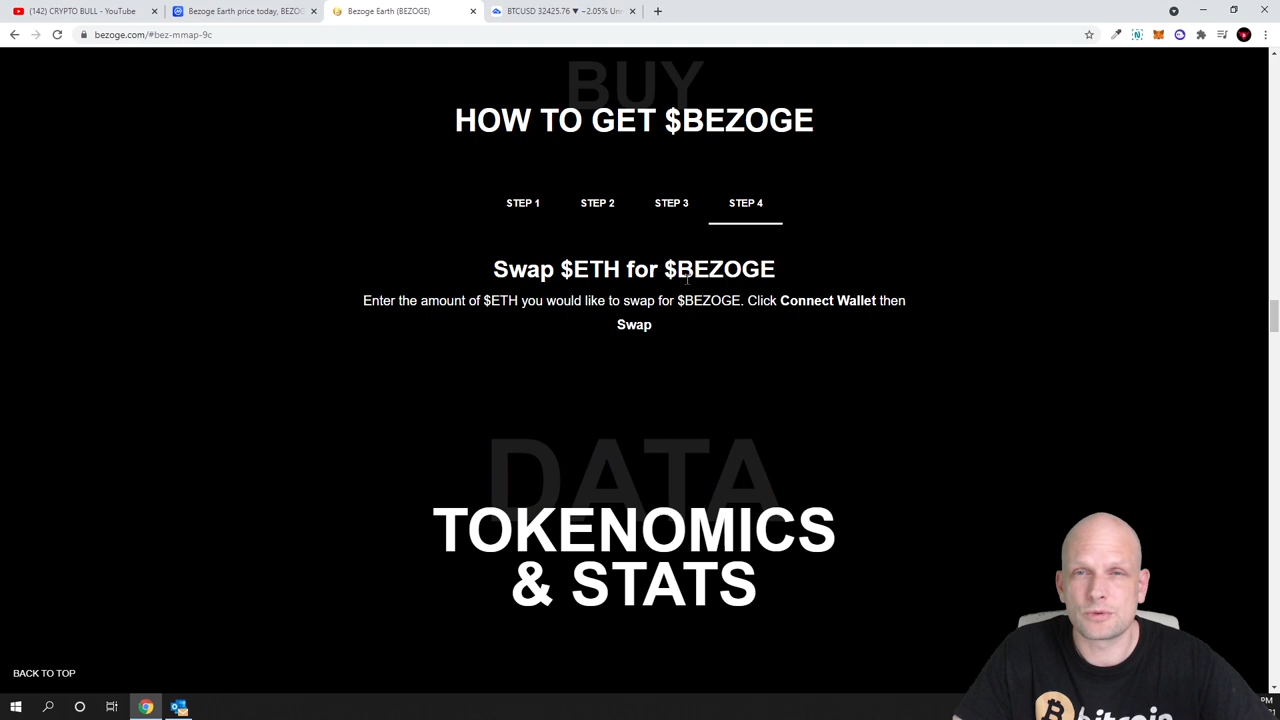 (142) CRYPTO BULL - YouTube
Bezoge Earth price today, BEZOG
Bezoge Earth (BEZOGE)
BTCUSD 32425.76 ▼ −2.05% Un
bezoge.com/#bez-mmap-9c
BUY
HOW TO GET $BEZOGE
STEP 1
STEP 2
STEP 3
STEP 4
Swap $ETH for $BEZOGE
Enter the amount of $ETH you would like to swap for $BEZOGE. Click Connect Wallet then
Swap
DATA
TOKENOMICS
& STATS
BACK TO TOP
bitcoin
PM